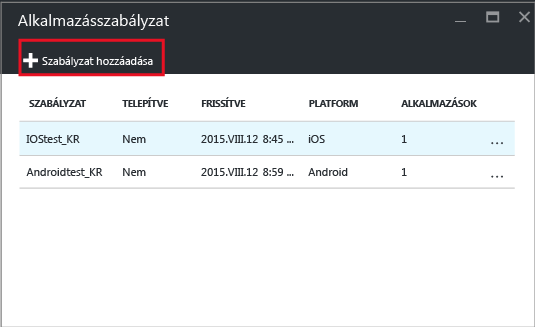 Alkalmazásszabályzat
Szabályzat hozzáadása
SZABÁLYZAT TELEPÍTVE FRISSÍTVE PLATFORM ALKALMAZÁSOK
IOStest_KR Nem 2015.VIII.12 8:45 ... iOS 1 ...
Androidtest_KR Nem 2015.VIII.12 8:59 ... Android 1 ...